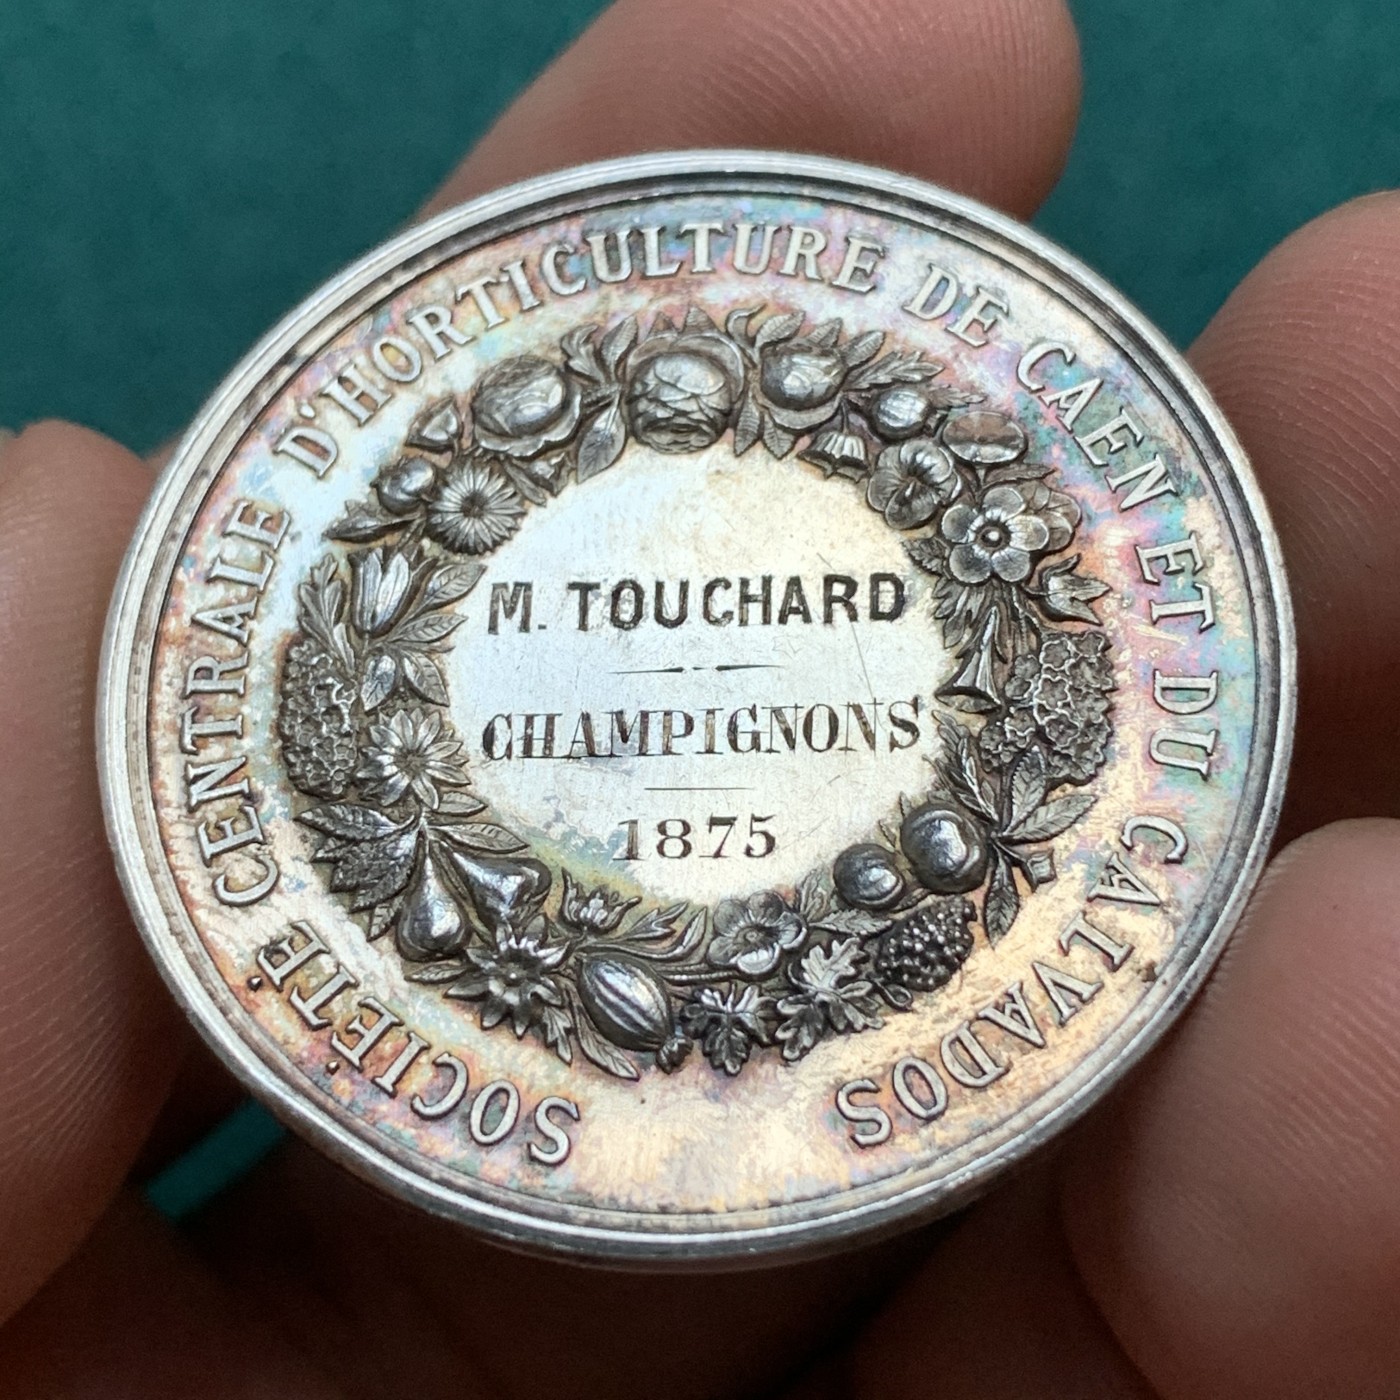 SOCIÉTÉ CENTRALE D'HORTICULTURE DE CAEN ET DU CALVADOS
M. TOUCHARD
CHAMPIGNONS
1875